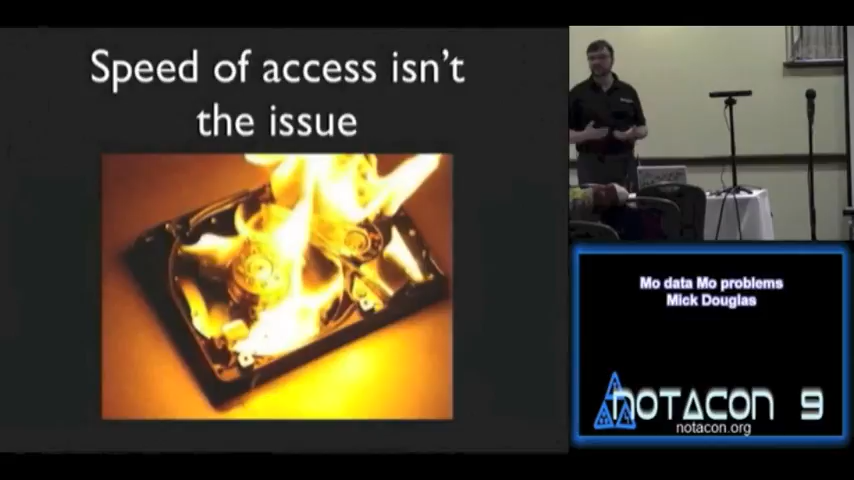 Speed of access isn't
the issue
Mo data Mo problems
Mick Douglas
NOTACON 9
notacon.org